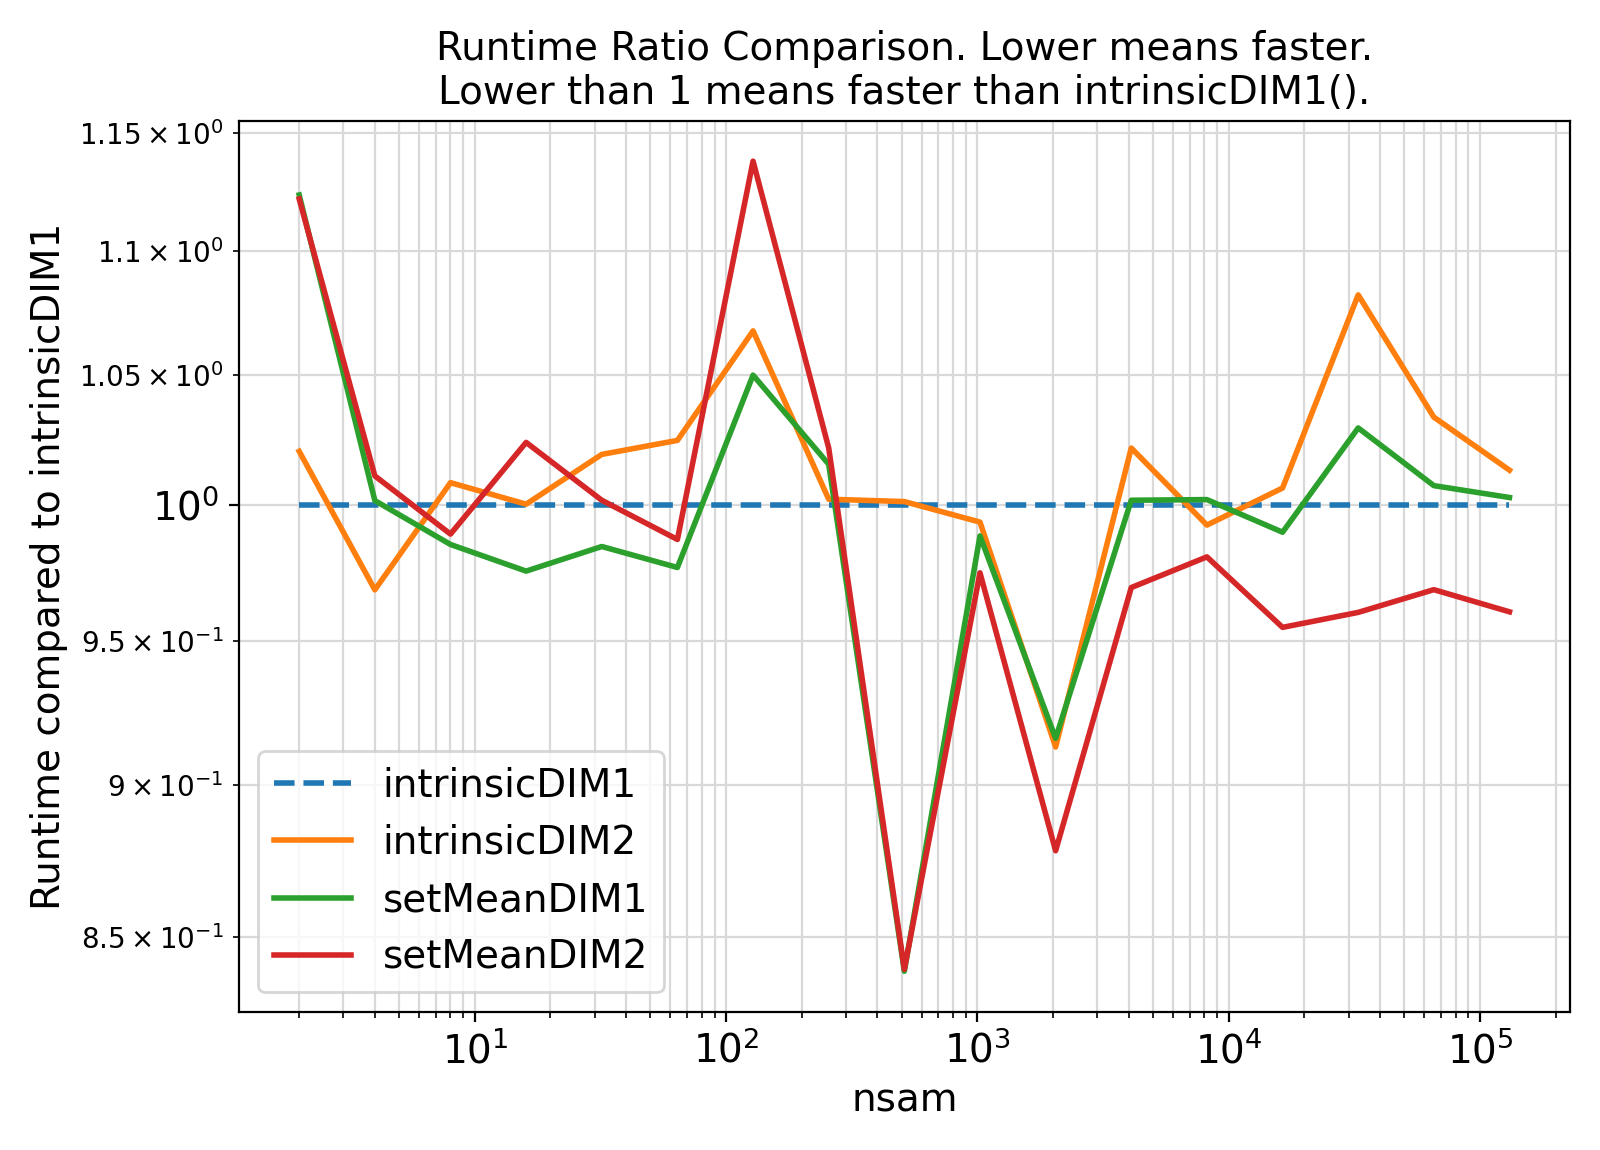 Runtime Ratio Comparison. Lower means faster.
Lower than 1 means faster than intrinsicDIM1().
Runtime compared to intrinsicDIM1
1.15 × 10⁰
1.1 × 10⁰
1.05 × 10⁰
10⁰
9.5 × 10⁻¹
9 × 10⁻¹
8.5 × 10⁻¹
intrinsicDIM1
intrinsicDIM2
setMeanDIM1
setMeanDIM2
10¹ 10² 10³ 10⁴ 10⁵
nsam